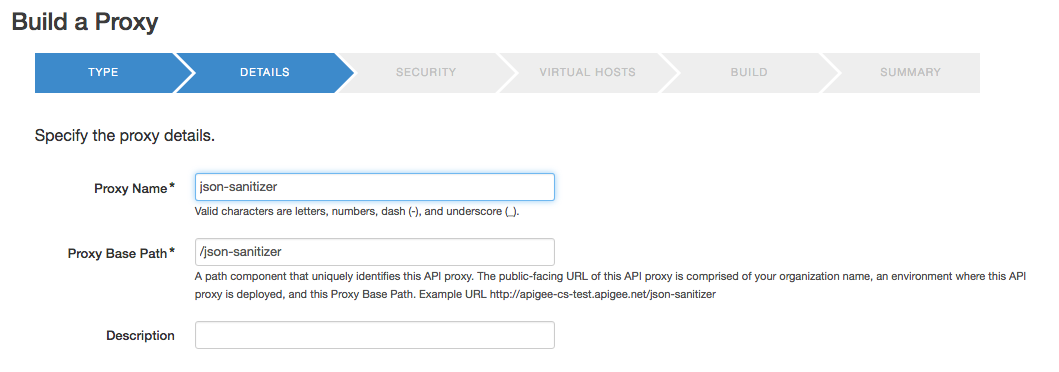 Build a Proxy
TYPE
DETAILS
SECURITY
VIRTUAL HOSTS
BUILD
SUMMARY
Specify the proxy details.
Proxy Name* json-sanitizer
Valid characters are letters, numbers, dash (-), and underscore (_).
Proxy Base Path* /json-sanitizer
A path component that uniquely identifies this API proxy. The public-facing URL of this API proxy is comprised of your organization name, an environment where this API
proxy is deployed, and this Proxy Base Path. Example URL http://apigee-cs-test.apigee.net/json-sanitizer
Description